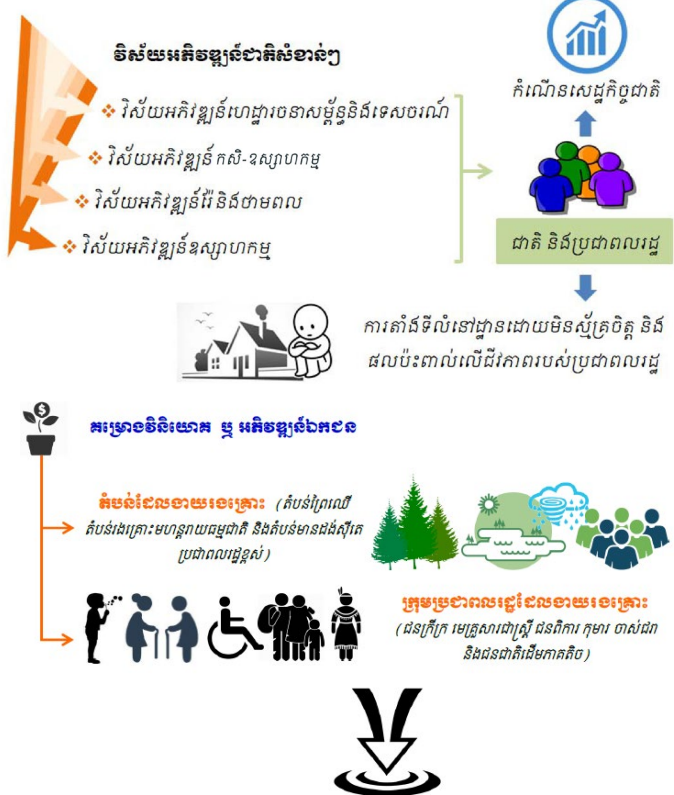 វិស័យអភិវឌ្ឍន៍ជាតិសំខាន់ៗ
វិស័យអភិវឌ្ឍន៍ហេដ្ឋារចនាសម្ព័ន្ធនិងទេសចរណ៍
វិស័យអភិវឌ្ឍន៍ កសិ-ឧស្សាហកម្ម
វិស័យអភិវឌ្ឍន៍រ៉ែ និងថាមពល
វិស័យអភិវឌ្ឍន៍ឧស្សាហកម្ម
កំណើនសេដ្ឋកិច្ចជាតិ
ជាតិ និងប្រជាពលរដ្ឋ
ការតាំងទីលំនៅដ្ឋានដោយមិនស្ម័គ្រចិត្ត និង
ផលប៉ះពាល់លើជីវភាពរបស់ប្រជាពលរដ្ឋ
$
គម្រោងវិនិយោគ ឬ អភិវឌ្ឍន៍ឯកជន
តំបន់ដែលងាយរងគ្រោះ (តំបន់ព្រៃឈើ
តំបន់រងគ្រោះមហន្តរាយធម្មជាតិ និងតំបន់មានដង់ស៊ីតេ
ប្រជាពលរដ្ឋខ្ពស់)
ក្រុមប្រជាពលរដ្ឋដែលងាយរងគ្រោះ
(ជនក្រីក្រ មេគ្រួសារជាស្ត្រី ជនពិការ កុមារ ចាស់ជរា
និងជនជាតិដើមភាគតិច)